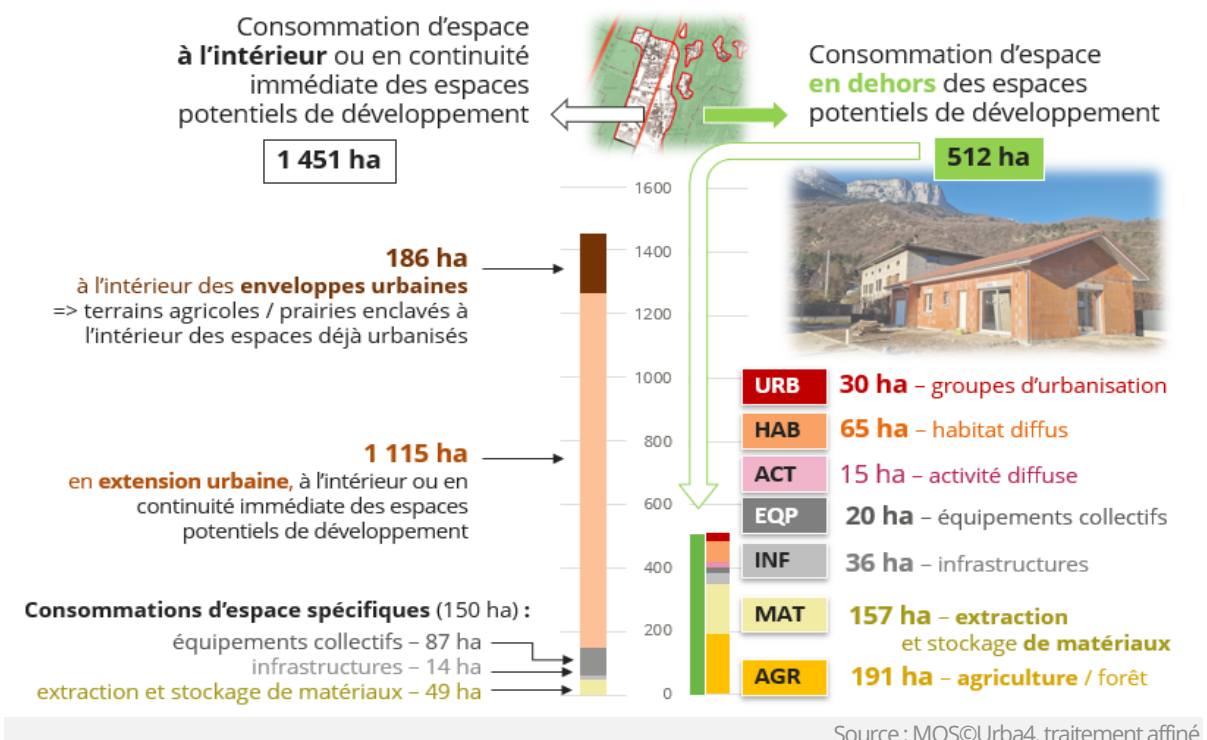 Consommation d’espace
à l’intérieur ou en continuité
immédiate des espaces
potentiels de développement
1 451 ha
Consommation d’espace
en dehors des espaces
potentiels de développement
512 ha
1600
1400
1200
1000
800
600
400
200
0
186 ha
à l’intérieur des enveloppes urbaines
=> terrains agricoles / prairies enclavés à
l’intérieur des espaces déjà urbanisés
1 115 ha
en extension urbaine, à l’intérieur ou en
continuité immédiate des espaces
potentiels de développement
Consommations d’espace spécifiques (150 ha) :
équipements collectifs – 87 ha
infrastructures – 14 ha
extraction et stockage de matériaux – 49 ha
URB 30 ha – groupes d’urbanisation
HAB 65 ha – habitat diffus
ACT 15 ha – activité diffuse
EQP 20 ha – équipements collectifs
INF 36 ha – infrastructures
MAT 157 ha – extraction
et stockage de matériaux
AGR 191 ha – agriculture / forêt
Source : MOS©Urba4, traitement affiné